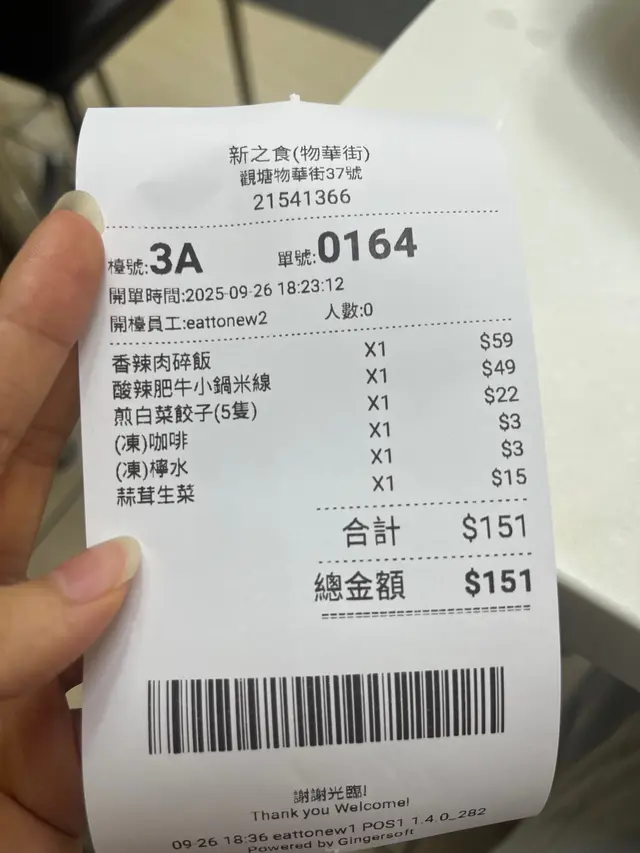 新之食(物華街)
觀塘物華街37號
21541366
檯號:3A 單號:0164
開單時間:2025-09-26 18:23:12
開檯員工:eattonew2 人數:0
香辣肉碎飯 X1 $59
酸辣肥牛小鍋米線 X1 $49
煎白菜餃子(5隻) X1 $22
(凍)咖啡 X1 $3
(凍)檸水 X1 $3
蒜茸生菜 X1 $15
合計 $151
總金額 $151
謝謝光臨!
Thank you Welcome!
09-26 18:36 eattonew1 POS1 1.4.0_282
Powered by Gingersoft